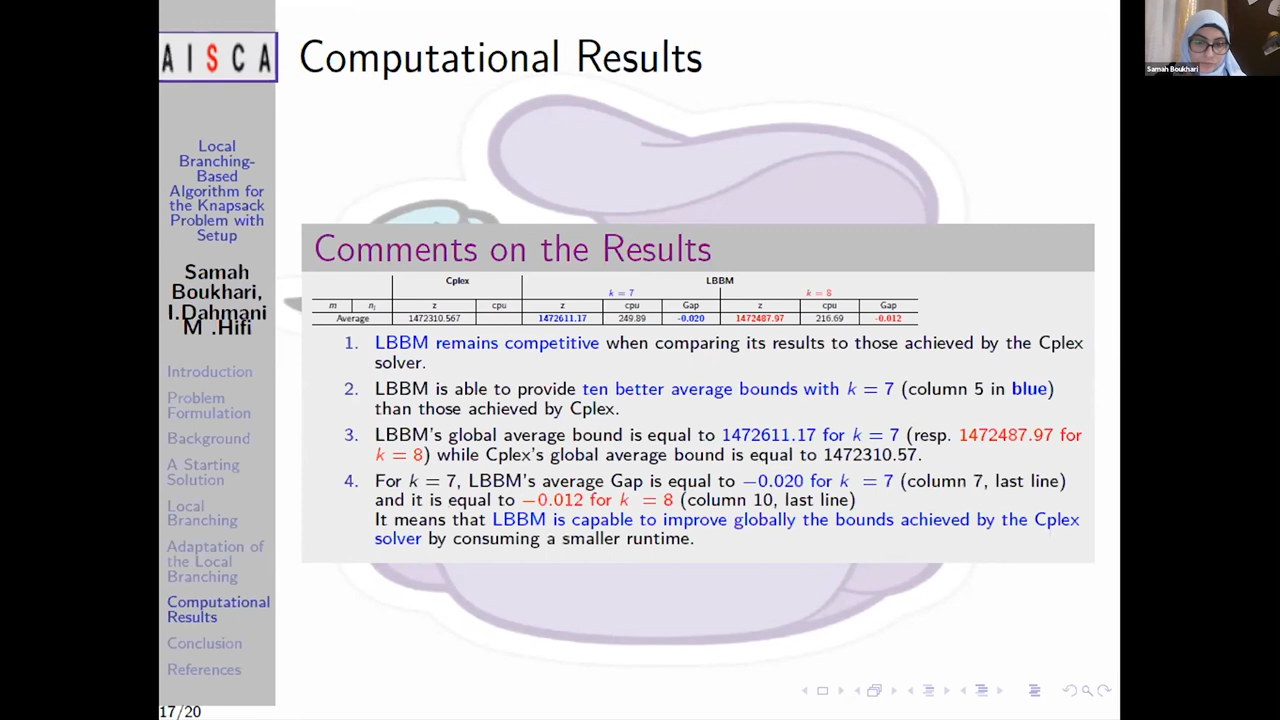 AISCA
Computational Results
Samah Boukhari
Local
Branching-
Based
Algorithm for
the Knapsack
Problem with
Setup
Samah
Boukhari,
I.Dahmani
M .Hifi
Introduction
Problem
Formulation
Background
A Starting
Solution
Local
Branching
Adaptation of
the Local
Branching
Computational
Results
Conclusion
References
17/20
Comments on the Results
Cplex LBBM
k = 7 k = 8
m nj z cpu z cpu Gap z cpu Gap
Average 1472310.567 1472611.17 249.89 -0.020 1472487.97 216.69 -0.012
1. LBBM remains competitive when comparing its results to those achieved by the Cplex
solver.
2. LBBM is able to provide ten better average bounds with k = 7 (column 5 in blue)
than those achieved by Cplex.
3. LBBM's global average bound is equal to 1472611.17 for k = 7 (resp. 1472487.97 for
k = 8) while Cplex's global average bound is equal to 1472310.57.
4. For k = 7, LBBM's average Gap is equal to −0.020 for k = 7 (column 7, last line)
and it is equal to −0.012 for k = 8 (column 10, last line)
It means that LBBM is capable to improve globally the bounds achieved by the Cplex
solver by consuming a smaller runtime.